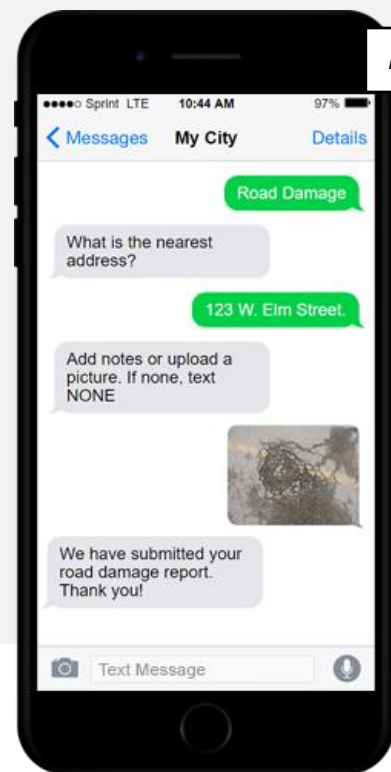 Sprint LTE 10:44 AM 97%
Messages My City Details
Road Damage
What is the nearest
address?
123 W. Elm Street.
Add notes or upload a
picture. If none, text
NONE
We have submitted your
road damage report.
Thank you!
Text Message